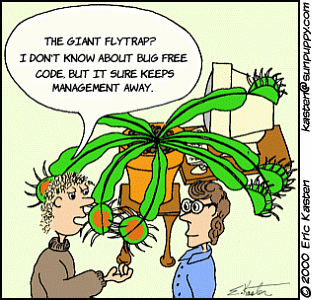 THE GIANT FLYTRAP?
I DON'T KNOW ABOUT BUG FREE
CODE, BUT IT SURE KEEPS
MANAGEMENT AWAY.
E. Kasten
kasten@sunpuppy.com
© 2000 Eric Kasten